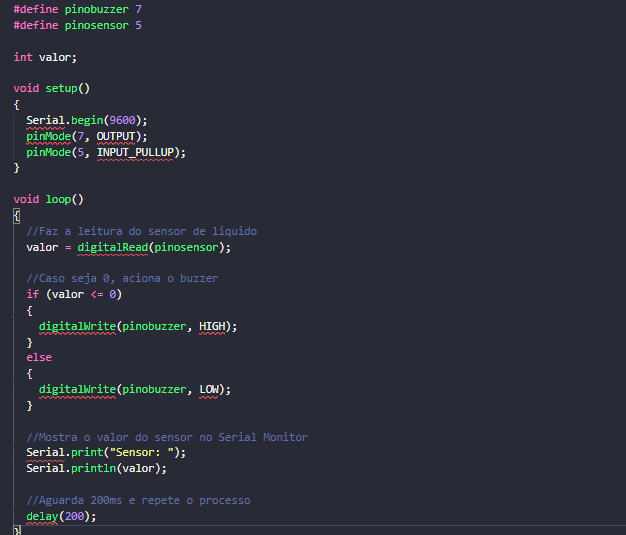 #define pinobuzzer 7
#define pinosensor 5
int valor;
void setup()
{
Serial.begin(9600);
pinMode(7, OUTPUT);
pinMode(5, INPUT_PULLUP);
}
void loop()
{
//Faz a leitura do sensor de liquido
valor = digitalRead(pinosensor);
//Caso seja 0, aciona o buzzer
if (valor <= 0)
{
digitalWrite(pinobuzzer, HIGH);
}
else
{
digitalWrite(pinobuzzer, LOW);
}
//Mostra o valor do sensor no Serial Monitor
Serial.print("Sensor: ");
Serial.println(valor);
//Aguarda 200ms e repete o processo
delay(200);
}